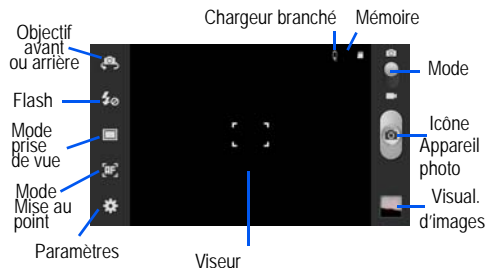 Chargeur branché
Mémoire
Objectif
avant
ou arrière
Mode
Flash
Mode
prise
de vue
Icône
Appareil
photo
Mode
Mise au
point
Visual.
d'images
Paramètres
Viseur